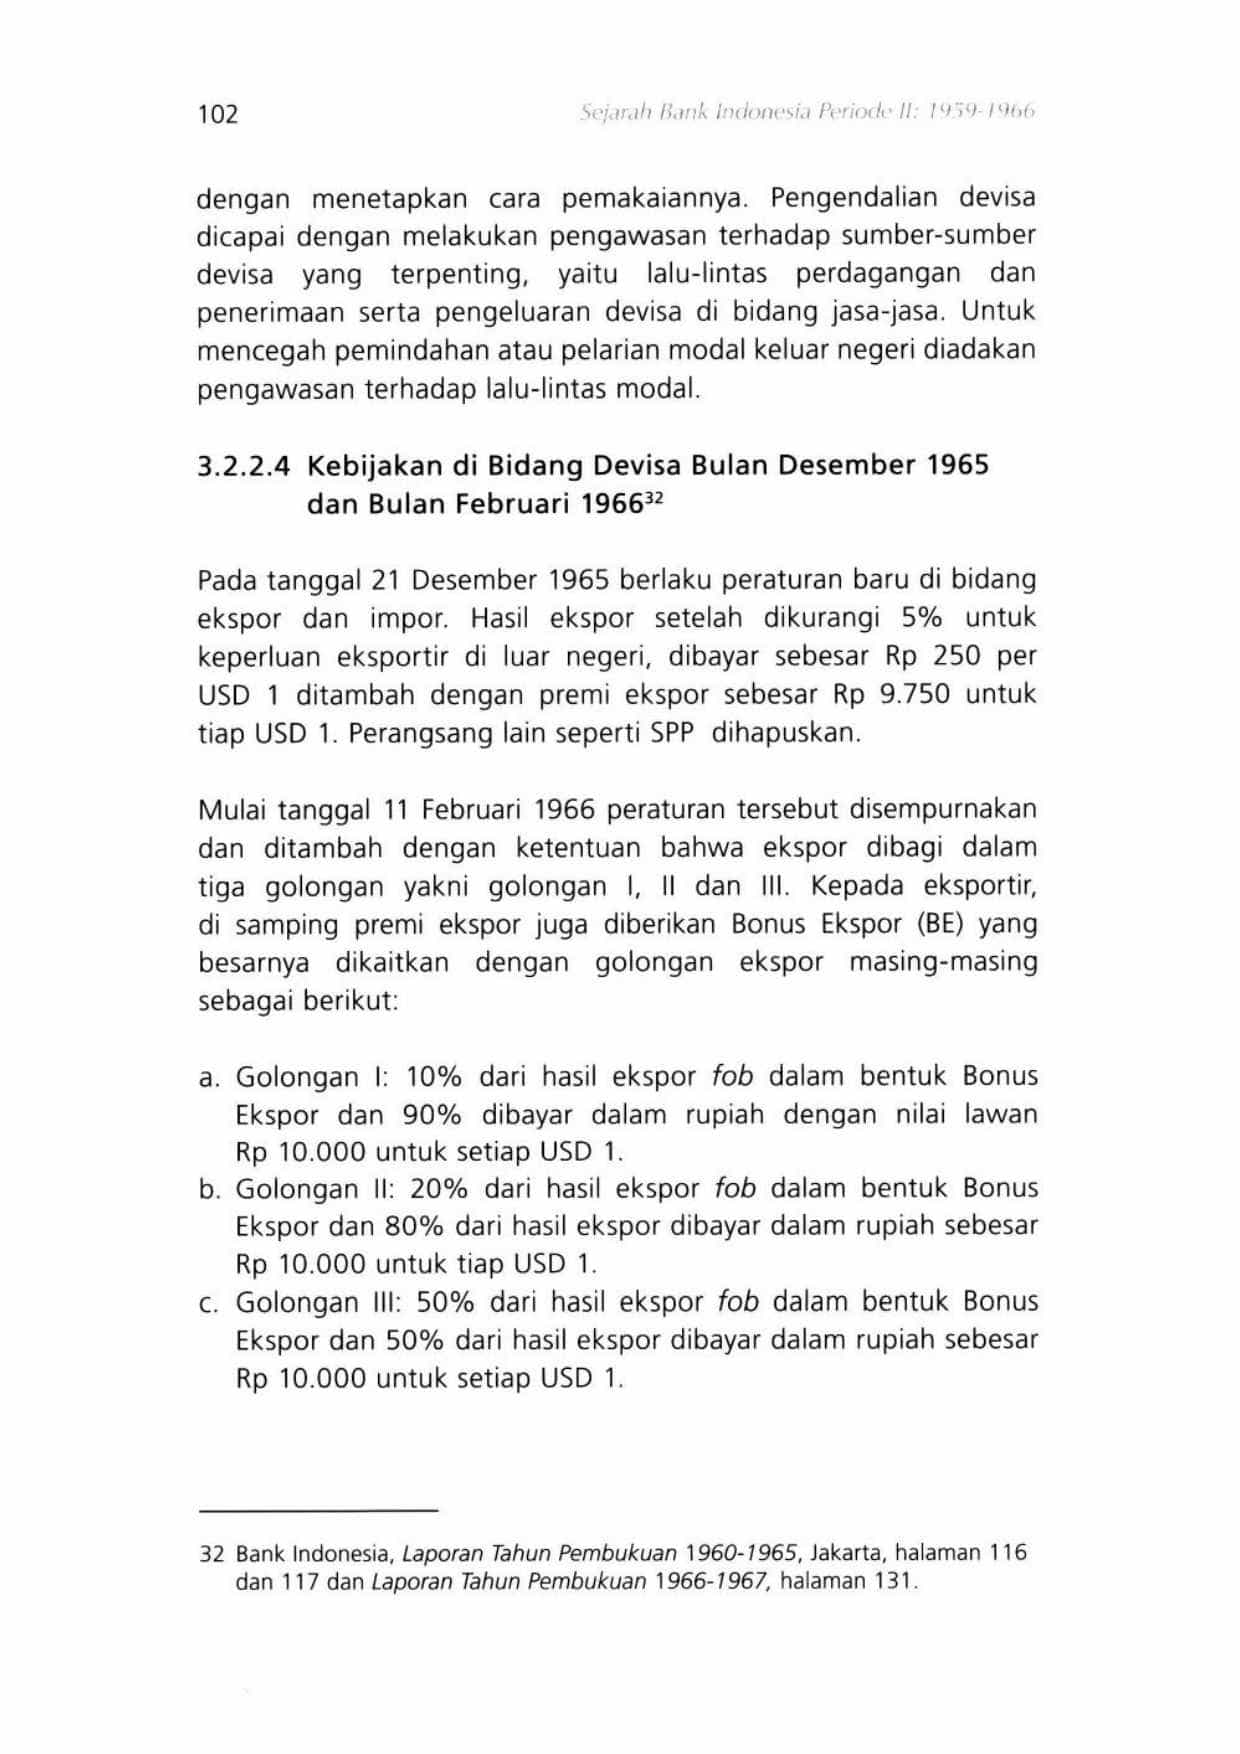 102
Sejarah Bank Indonesia Periode II: 1959-1966
dengan menetapkan cara pemakaiannya. Pengendalian devisa
dicapai dengan melakukan pengawasan terhadap sumber-sumber
devisa yang terpenting, yaitu lalu-lintas perdagangan dan
penerimaan serta pengeluaran devisa di bidang jasa-jasa. Untuk
mencegah pemindahan atau pelarian modal keluar negeri diadakan
pengawasan terhadap lalu-lintas modal.
3.2.2.4 Kebijakan di Bidang Devisa Bulan Desember 1965
dan Bulan Februari 1966³²
Pada tanggal 21 Desember 1965 berlaku peraturan baru di bidang
ekspor dan impor. Hasil ekspor setelah dikurangi 5% untuk
keperluan eksportir di luar negeri, dibayar sebesar Rp 250 per
USD 1 ditambah dengan premi ekspor sebesar Rp 9.750 untuk
tiap USD 1. Perangsang lain seperti SPP dihapuskan.
Mulai tanggal 11 Februari 1966 peraturan tersebut disempurnakan
dan ditambah dengan ketentuan bahwa ekspor dibagi dalam
tiga golongan yakni golongan I, II dan III. Kepada eksportir,
di samping premi ekspor juga diberikan Bonus Ekspor (BE) yang
besarnya dikaitkan dengan golongan ekspor masing-masing
sebagai berikut:
a. Golongan I: 10% dari hasil ekspor fob dalam bentuk Bonus
Ekspor dan 90% dibayar dalam rupiah dengan nilai lawan
Rp 10.000 untuk setiap USD 1.
b. Golongan II: 20% dari hasil ekspor fob dalam bentuk Bonus
Ekspor dan 80% dari hasil ekspor dibayar dalam rupiah sebesar
Rp 10.000 untuk tiap USD 1.
c. Golongan III: 50% dari hasil ekspor fob dalam bentuk Bonus
Ekspor dan 50% dari hasil ekspor dibayar dalam rupiah sebesar
Rp 10.000 untuk setiap USD 1.
32 Bank Indonesia, Laporan Tahun Pembukuan 1960-1965, Jakarta, halaman 116
dan 117 dan Laporan Tahun Pembukuan 1966-1967, halaman 131.